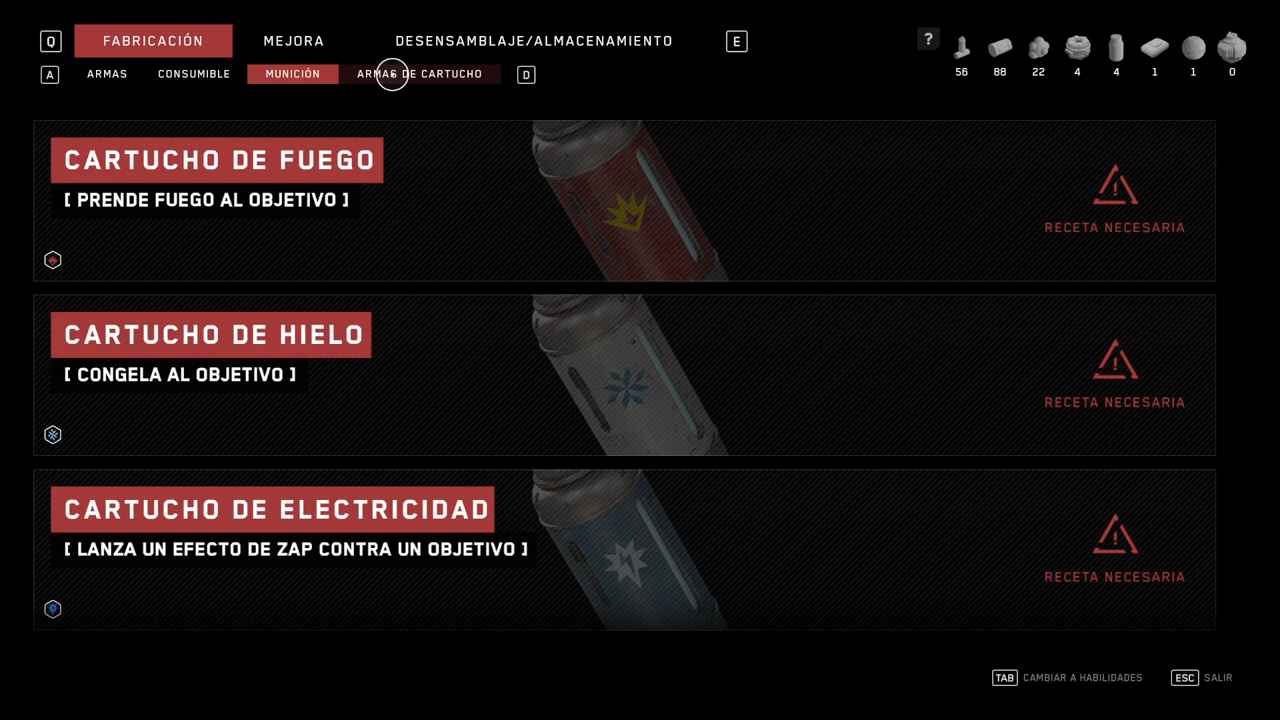 Q FABRICACIÓN MEJORA DESENSAMBLAJE/ALMACENAMIENTO E ?
A ARMAS CONSUMIBLE MUNICIÓN ARMAS DE CARTUCHO D
56 88 22 4 4 1 1 0
CARTUCHO DE FUEGO
[ PRENDE FUEGO AL OBJETIVO ]
RECETA NECESARIA
CARTUCHO DE HIELO
[ CONGELA AL OBJETIVO ]
RECETA NECESARIA
CARTUCHO DE ELECTRICIDAD
[ LANZA UN EFECTO DE ZAP CONTRA UN OBJETIVO ]
RECETA NECESARIA
TAB CAMBIAR A HABILIDADES ESC SALIR